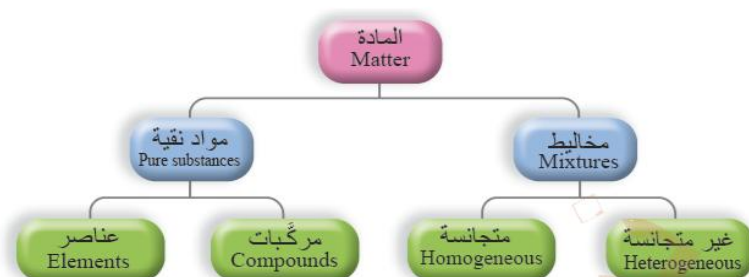 المادة
Matter
مواد نقية
Pure substances
مخاليط
Mixtures
عناصر
Elements
مركَّبات
Compounds
متجانسة
Homogeneous
غير متجانسة
Heterogeneous